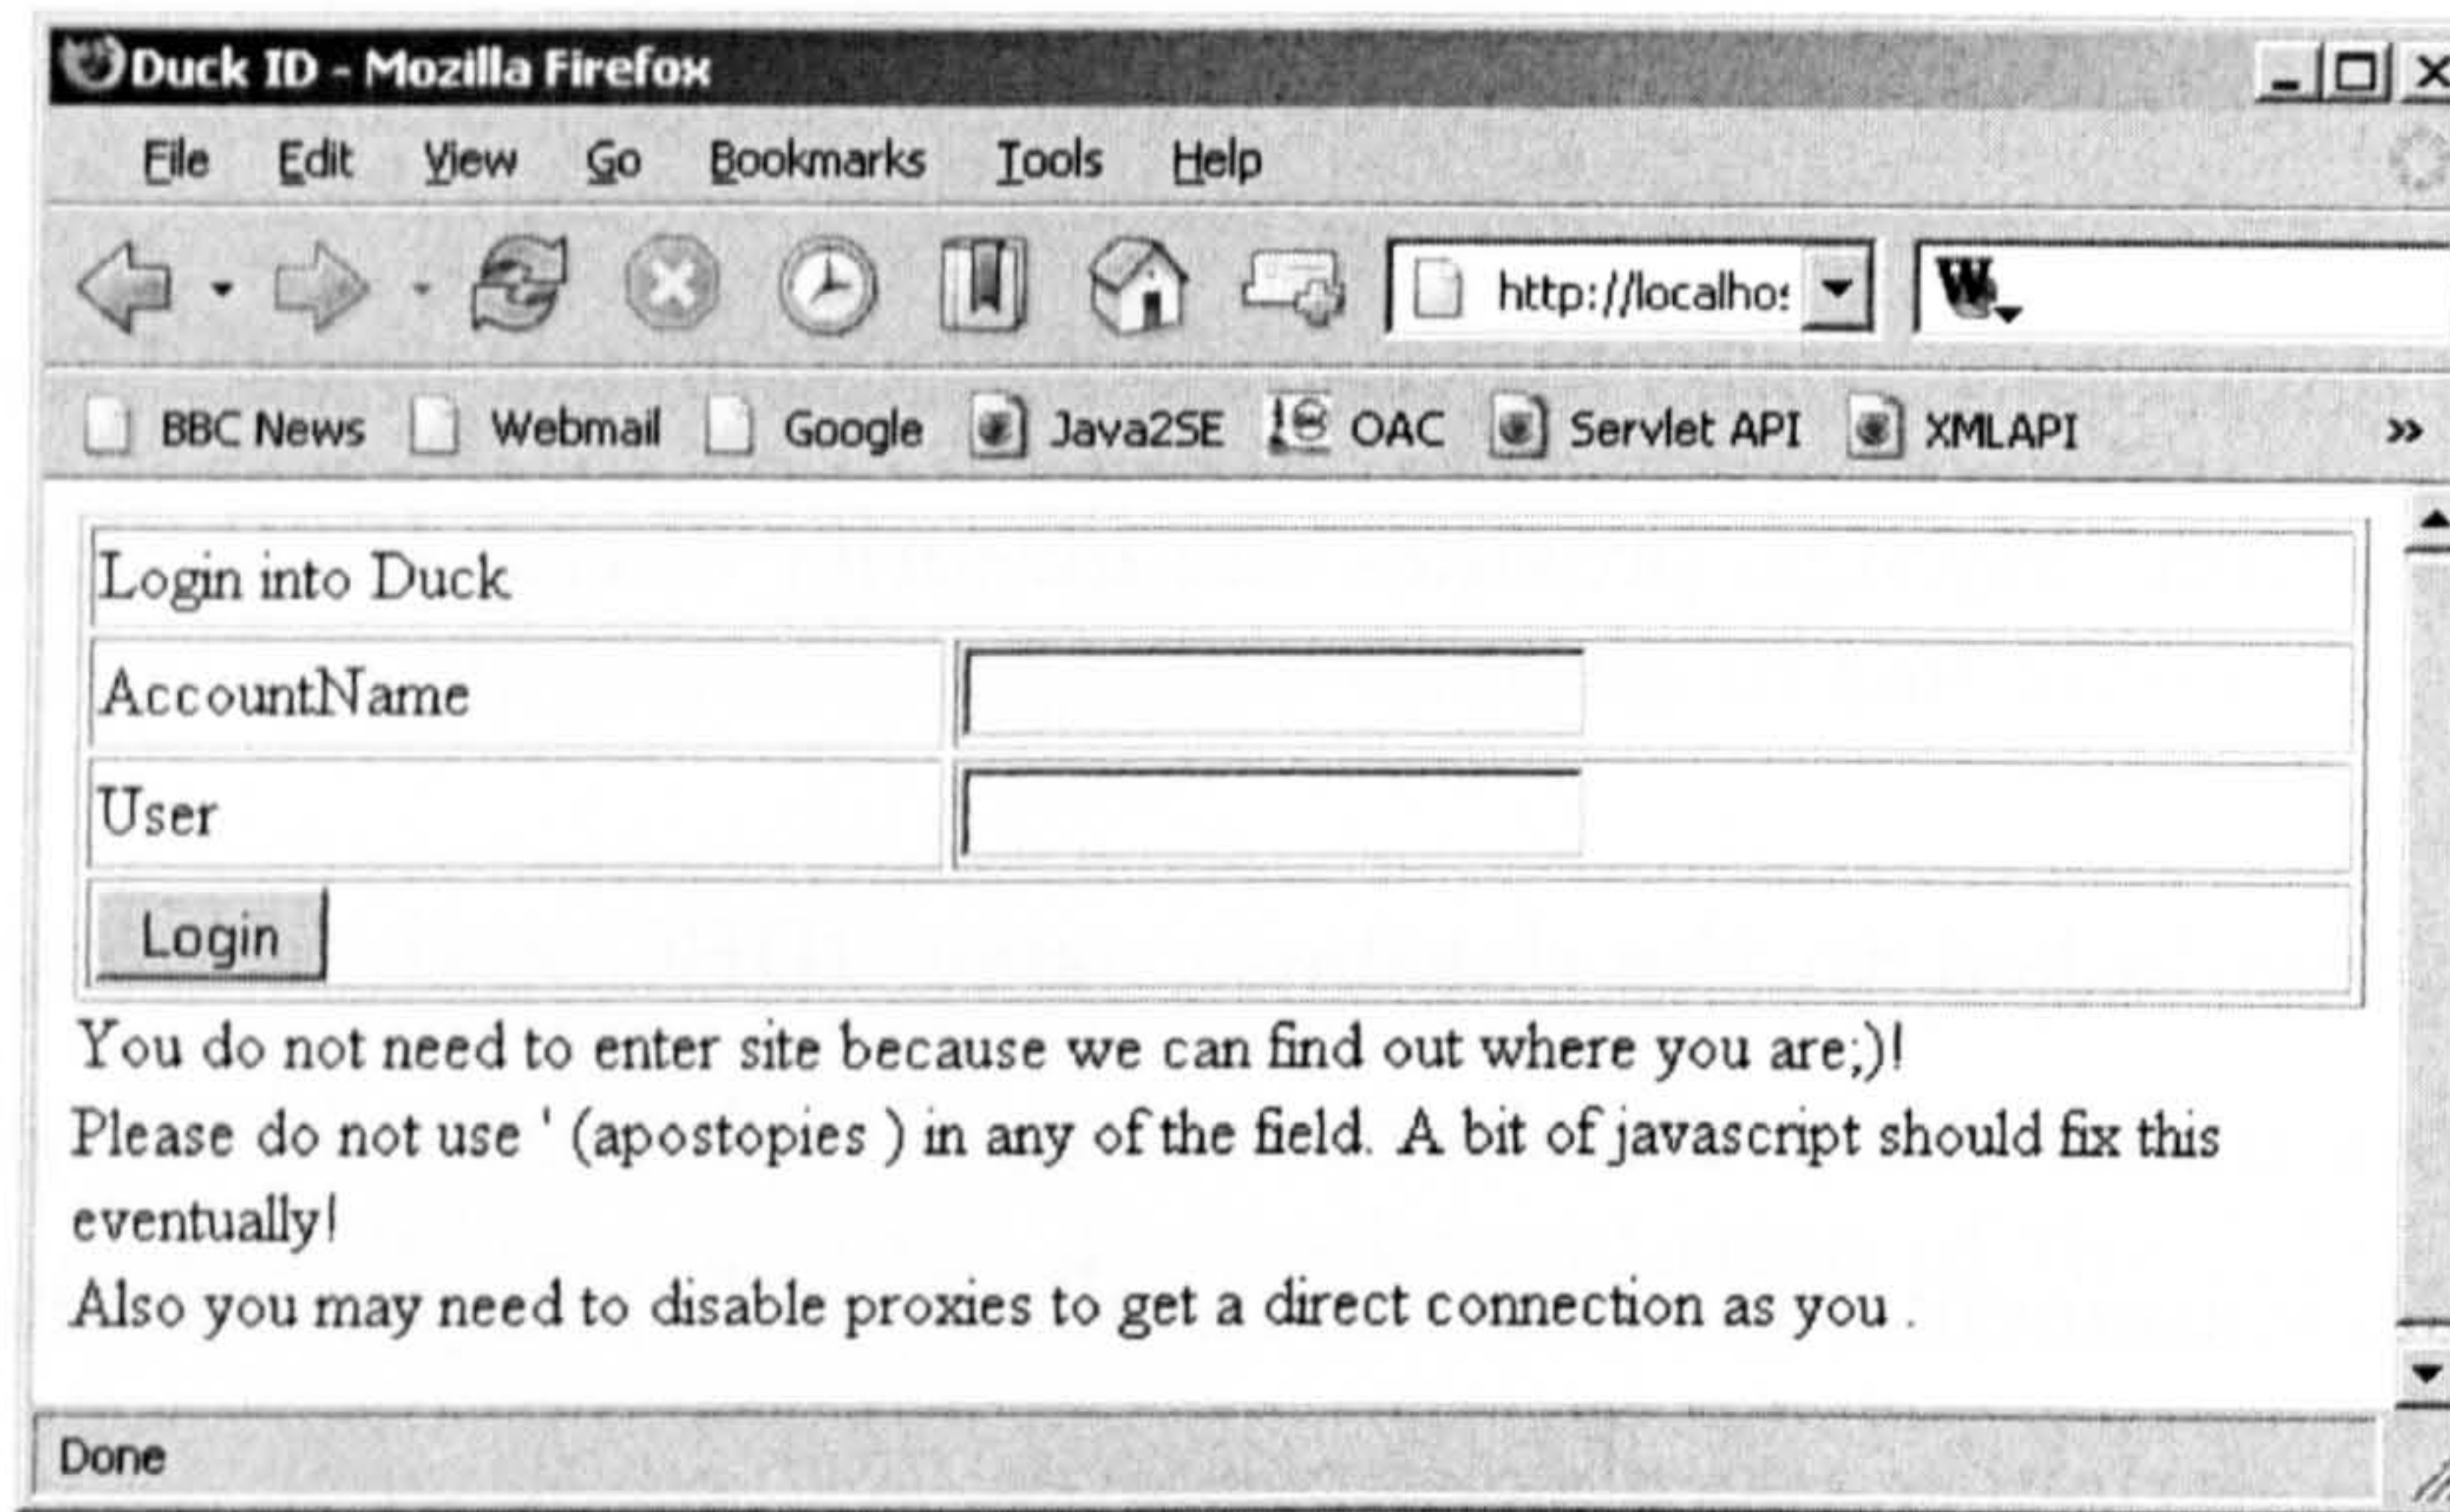 Duck ID - Mozilla Firefox
File Edit View Go Bookmarks Tools Help
http://localhos
W
BBC News Webmail Google Java2SE OAC Servlet API XMLAPI »
Login into Duck
AccountName
User
Login
You do not need to enter site because we can find out where you are;)!
Please do not use ' (apostopies ) in any of the field. A bit of javascript should fix this
eventually!
Also you may need to disable proxies to get a direct connection as you .
Done